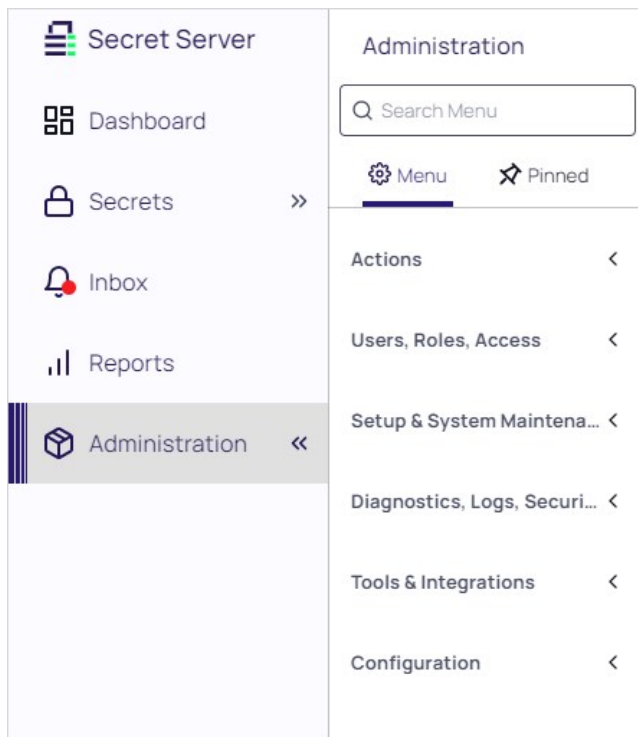 Secret Server
Dashboard
Secrets
Inbox
Reports
Administration
Administration
Search Menu
Menu
Pinned
Actions
Users, Roles, Access
Setup & System Maintena...
Diagnostics, Logs, Securi...
Tools & Integrations
Configuration